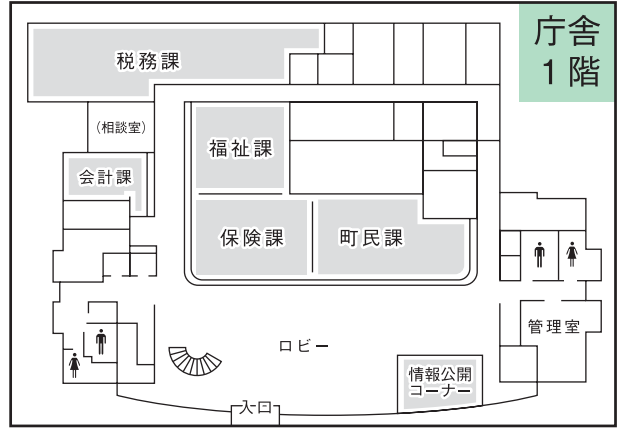 庁舎
1階
税務課
(相談室)
福祉課
会計課
保険課
町民課
管理室
ロビー
情報公開
コーナー
入口